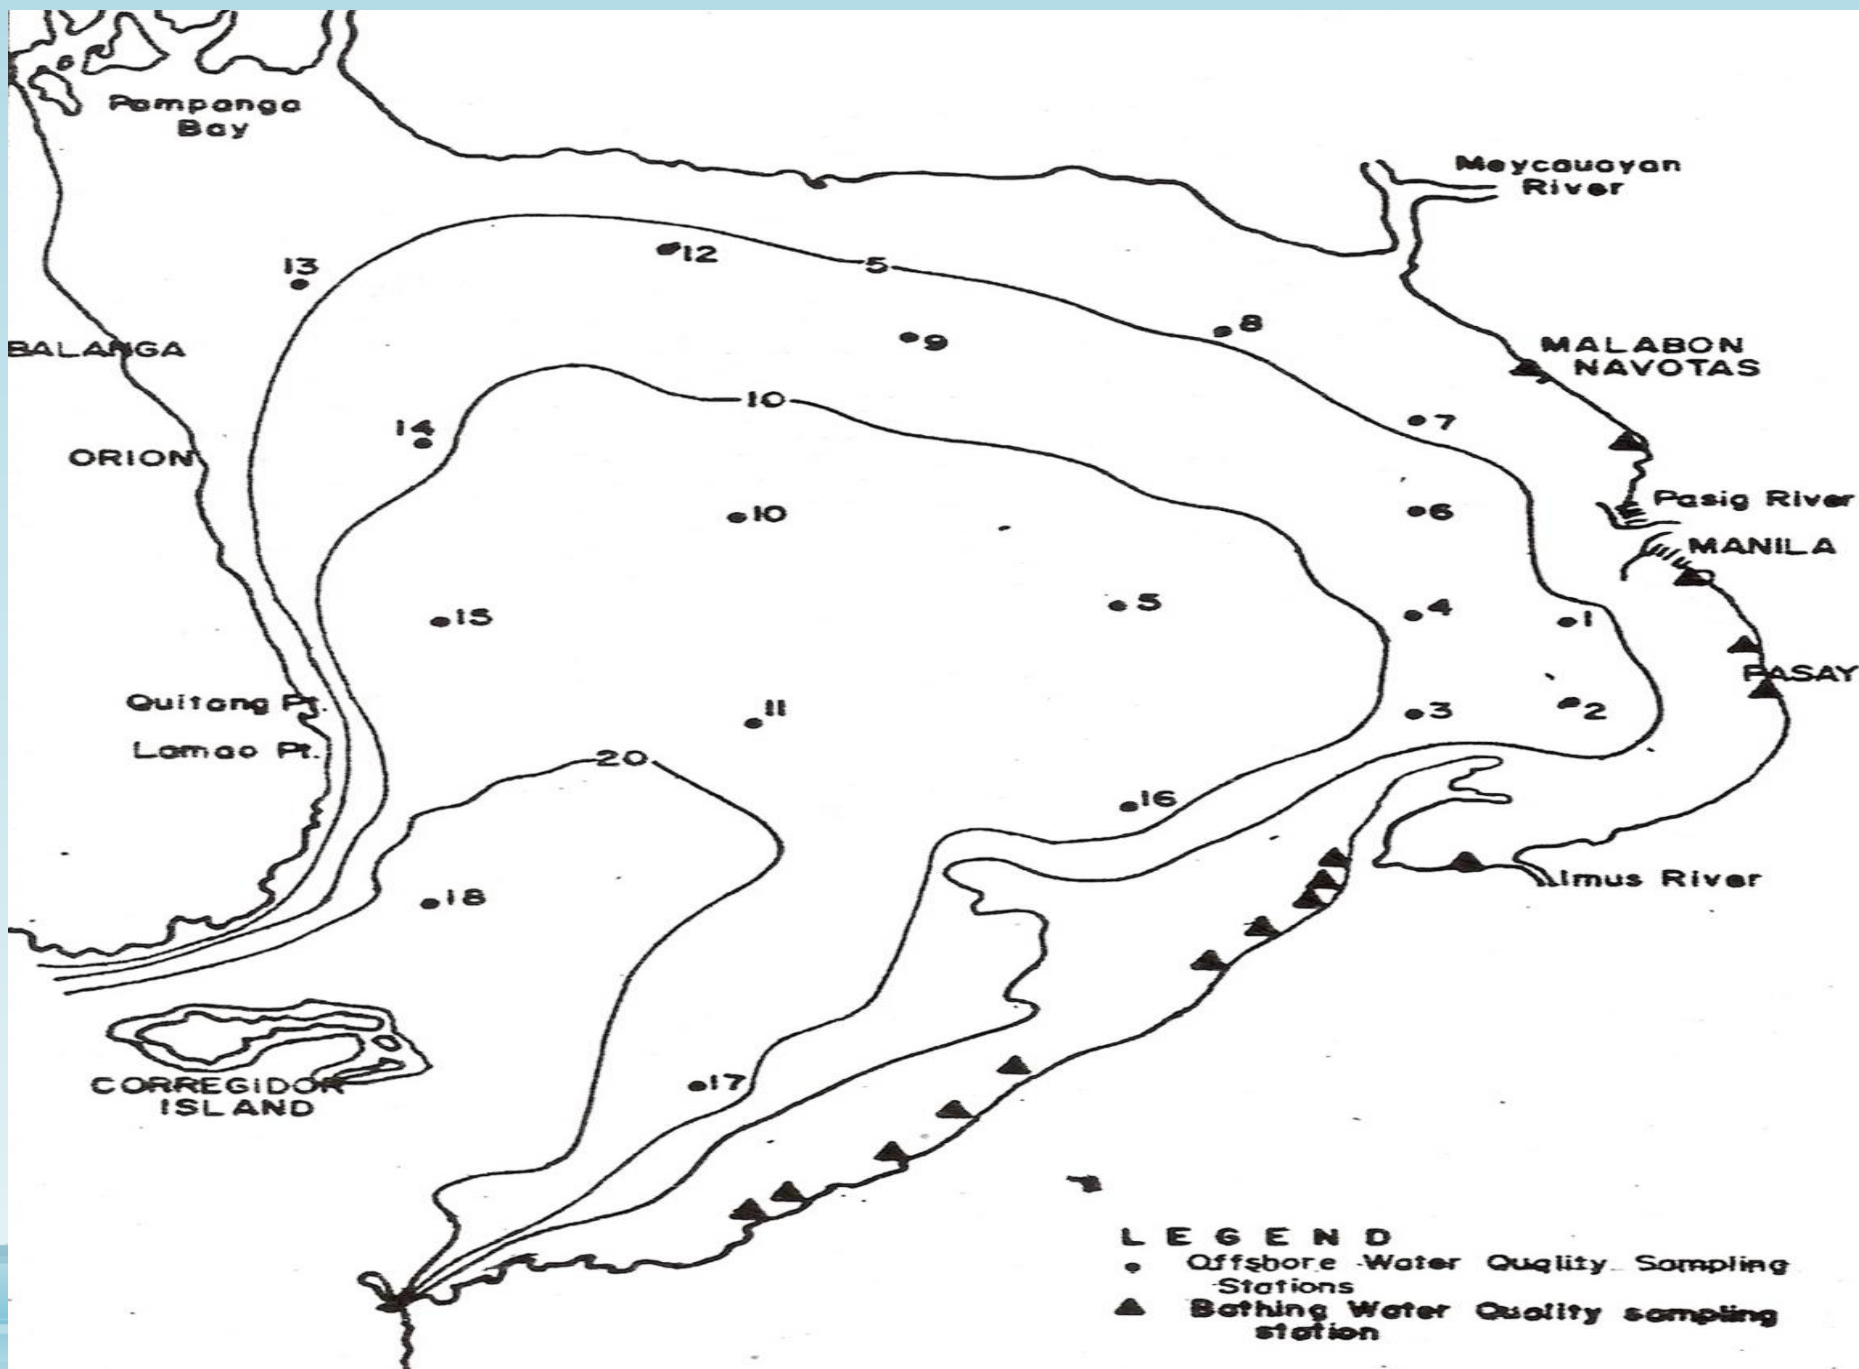 Pampanga
Bay
Meycauayan
River
12
13
5
8
9
MALABON
NAVOTAS
BALANGA
10
7
14
ORION
Pasig River
6
10
MANILA
5
4
1
15
PASAY
Quitang Pt.
11
3
2
Lamao Pt.
20
16
Imus River
18
17
CORREGIDOR
ISLAND
LEGEND
Offshore Water Quality Sampling
Stations
Bathing Water Quality sampling
station